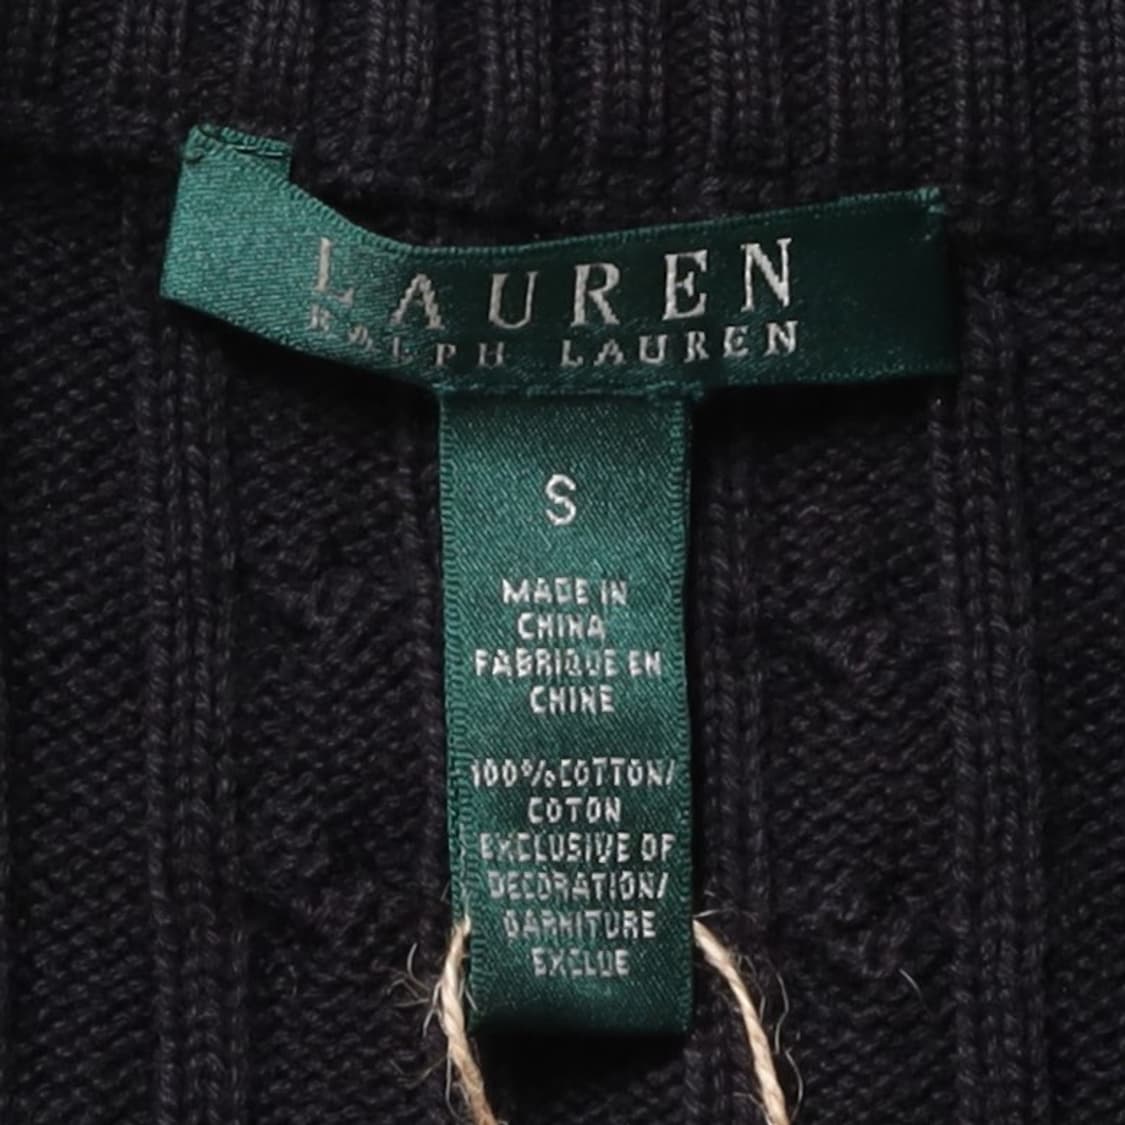 LAUREN
RALPH LAUREN
S
MADE IN
CHINA
FABRIQUE EN
CHINE
100% COTTON/
COTON
EXCLUSIVE OF
DECORATION/
GARNITURE
EXCLUE